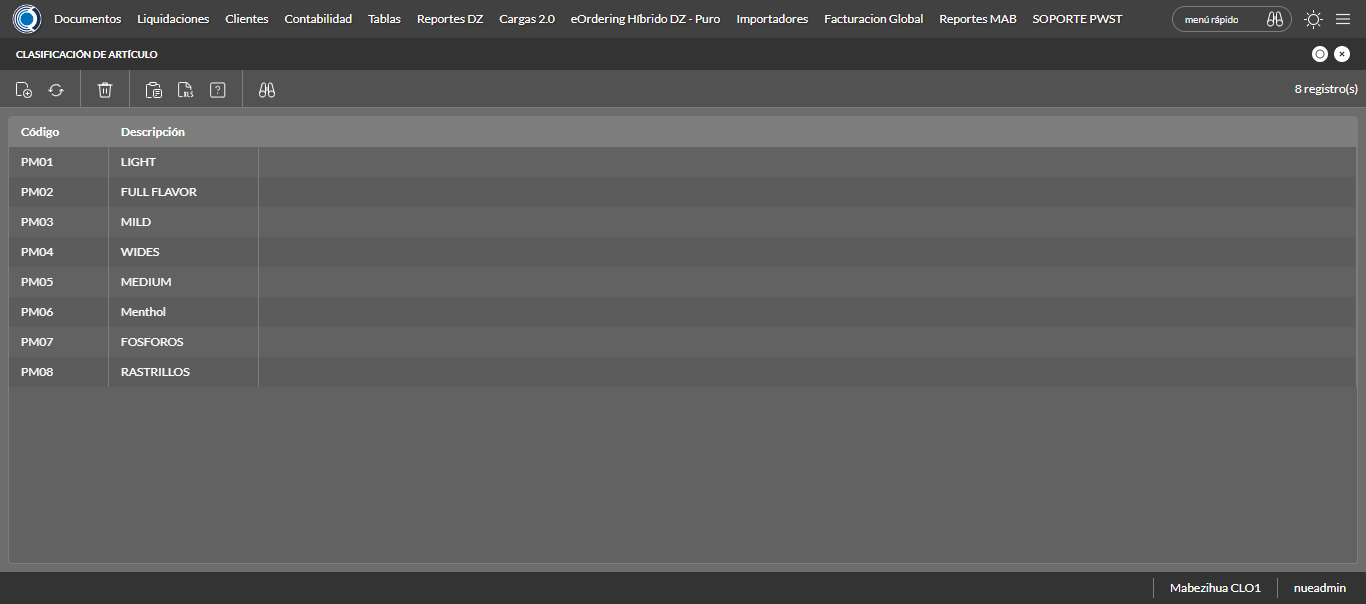 Documentos Liquidaciones Clientes Contabilidad Tablas Reportes DZ Cargas 2.0 eOrdering Híbrido DZ - Puro Importadores Facturacion Global Reportes MAB SOPORTE PWST menú rápido
CLASIFICACIÓN DE ARTÍCULO
XLS ? 8 registro(s)
Código Descripción
PM01 LIGHT
PM02 FULL FLAVOR
PM03 MILD
PM04 WIDES
PM05 MEDIUM
PM06 Menthol
PM07 FOSFOROS
PM08 RASTRILLOS
Mabezihua CLO1 nueadmin